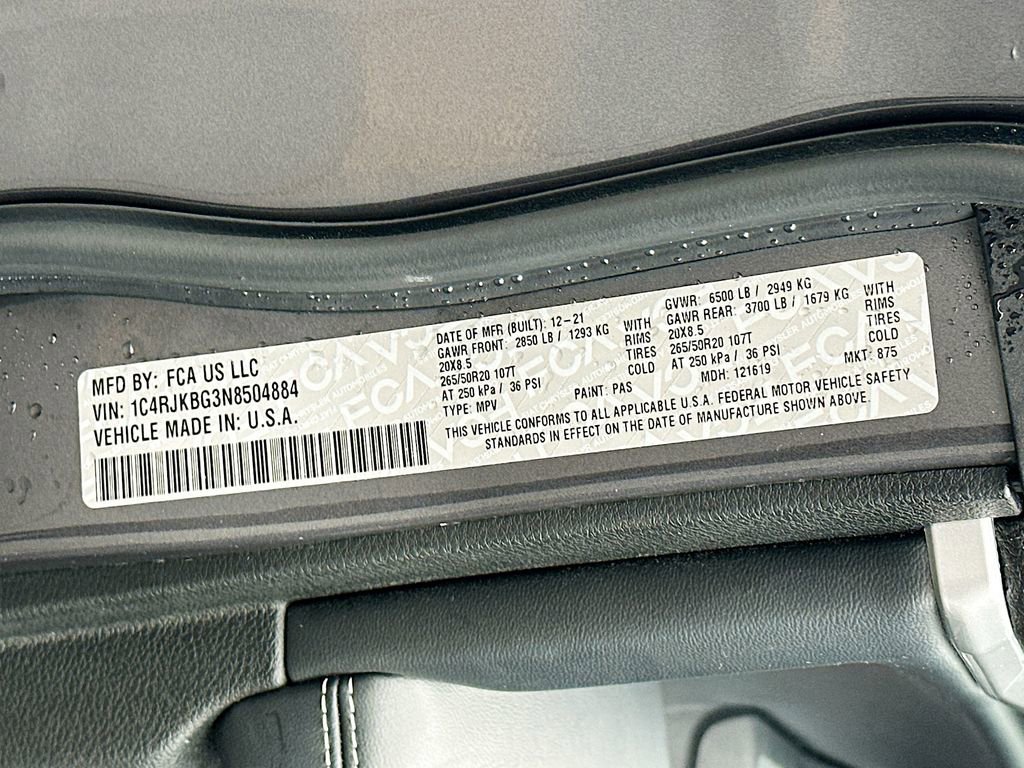 MFD BY: FCA US LLC
VIN: 1C4RJKBG3N8504884
VEHICLE MADE IN: U.S.A.
DATE OF MFR (BUILT): 12-21
GAWR FRONT: 2850 LB / 1293 KG WITH
20X8.5 RIMS
265/50R20 107T TIRES
AT 250 kPa / 36 PSI COLD
TYPE: MPV
PAINT: PAS
GVWR: 6500 LB / 2949 KG
GAWR REAR: 3700 LB / 1679 KG WITH
20X8.5 RIMS
265/50R20 107T TIRES
AT 250 kPa / 36 PSI COLD
MDH: 121619
MKT: 875
THIS VEHICLE CONFORMS TO ALL APPLICABLE U.S.A. FEDERAL MOTOR VEHICLE SAFETY
STANDARDS IN EFFECT ON THE DATE OF MANUFACTURE SHOWN ABOVE.